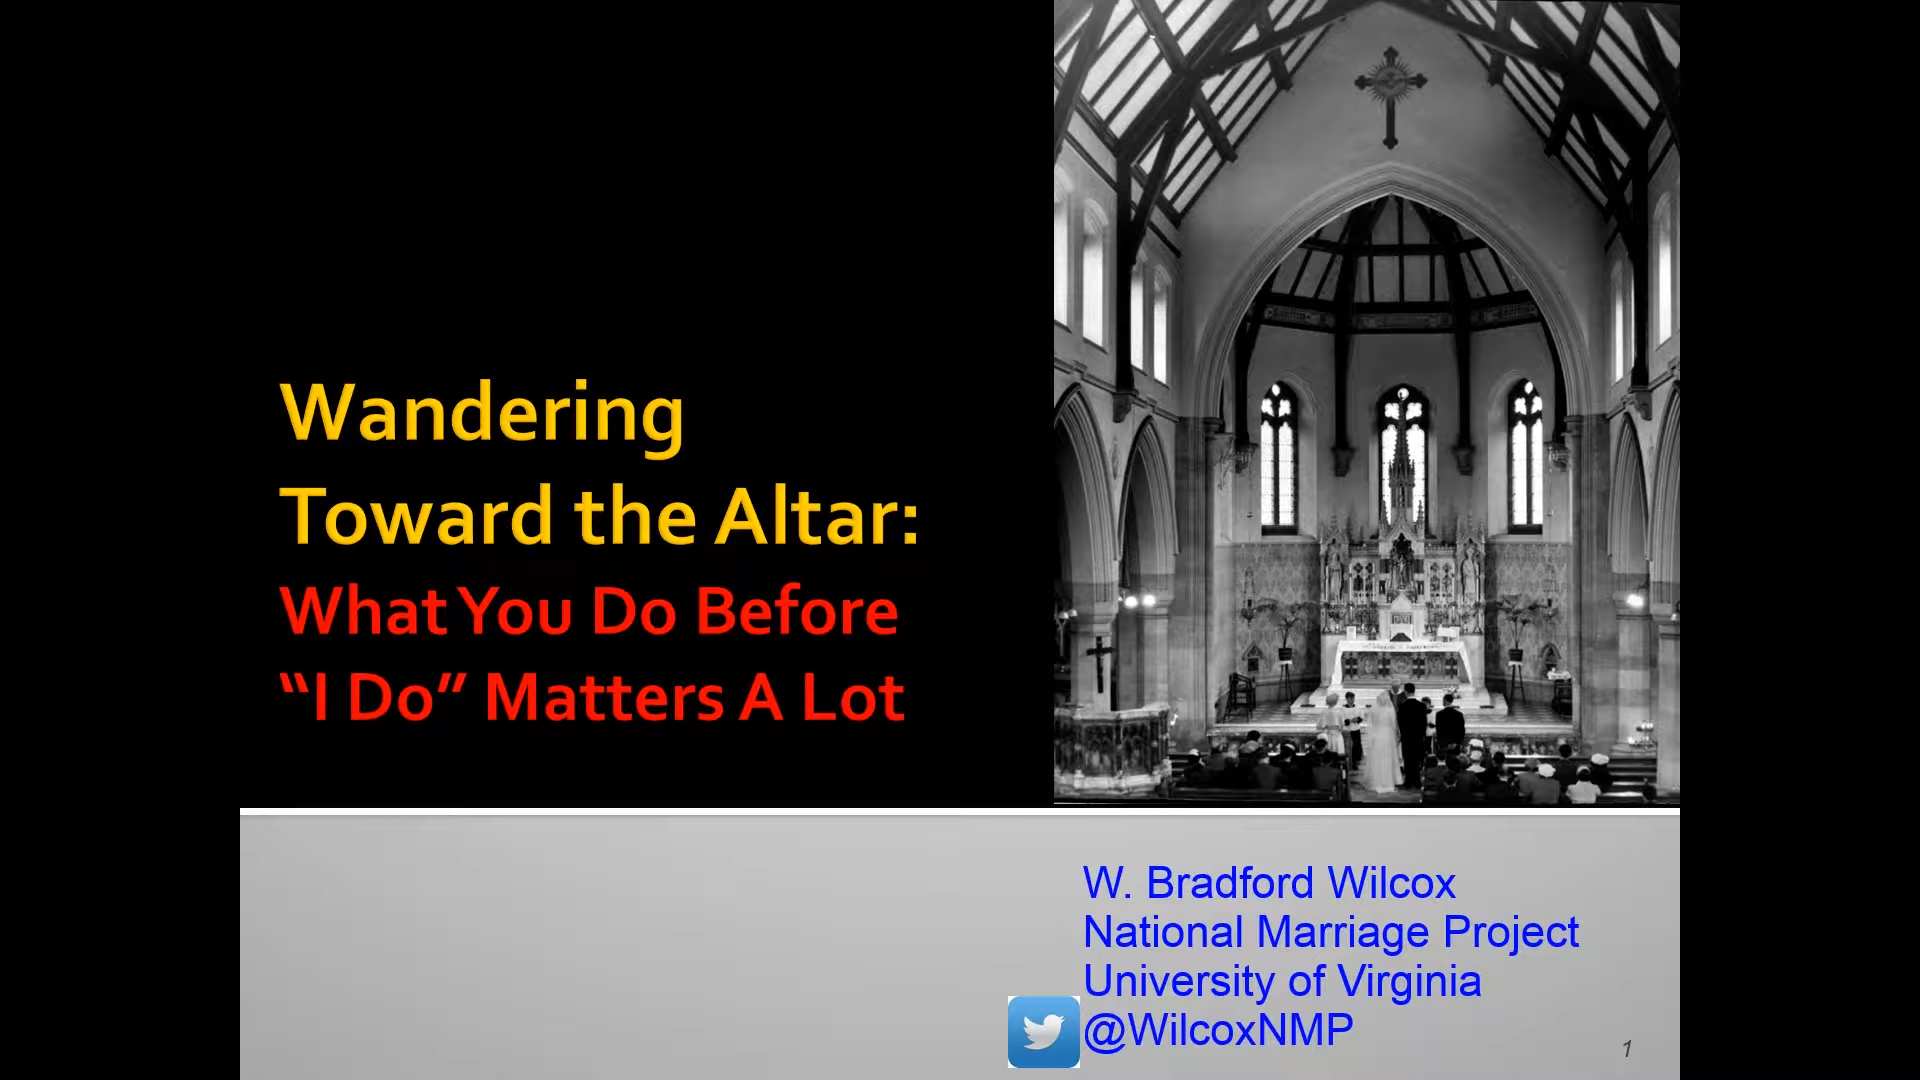 Wandering
Toward the Altar:
What You Do Before
“I Do” Matters A Lot
W. Bradford Wilcox
National Marriage Project
University of Virginia
@WilcoxNMP
1